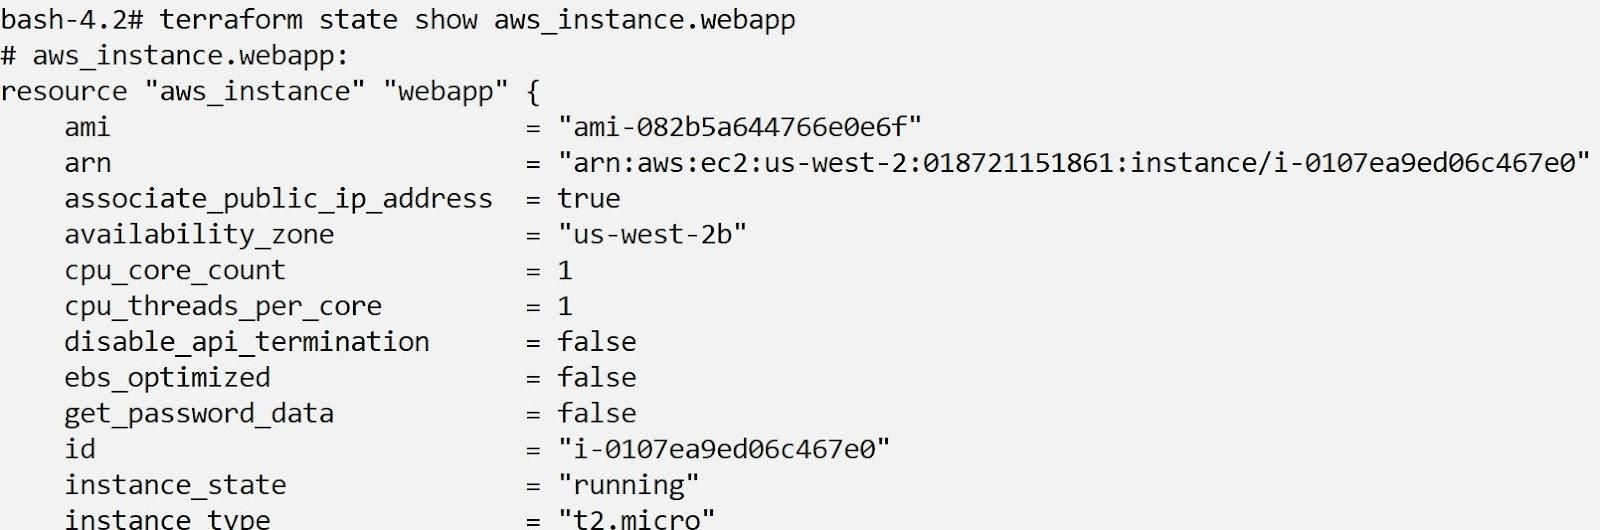 bash-4.2# terraform state show aws_instance.webapp
# aws_instance.webapp:
resource "aws_instance" "webapp" {
    ami                          = "ami-082b5a644766e0e6f"
    arn                          = "arn:aws:ec2:us-west-2:018721151861:instance/i-0107ea9ed06c467e0"
    associate_public_ip_address  = true
    availability_zone            = "us-west-2b"
    cpu_core_count               = 1
    cpu_threads_per_core         = 1
    disable_api_termination      = false
    ebs_optimized                = false
    get_password_data            = false
    id                           = "i-0107ea9ed06c467e0"
    instance_state               = "running"
    instance_type                = "t2.micro"